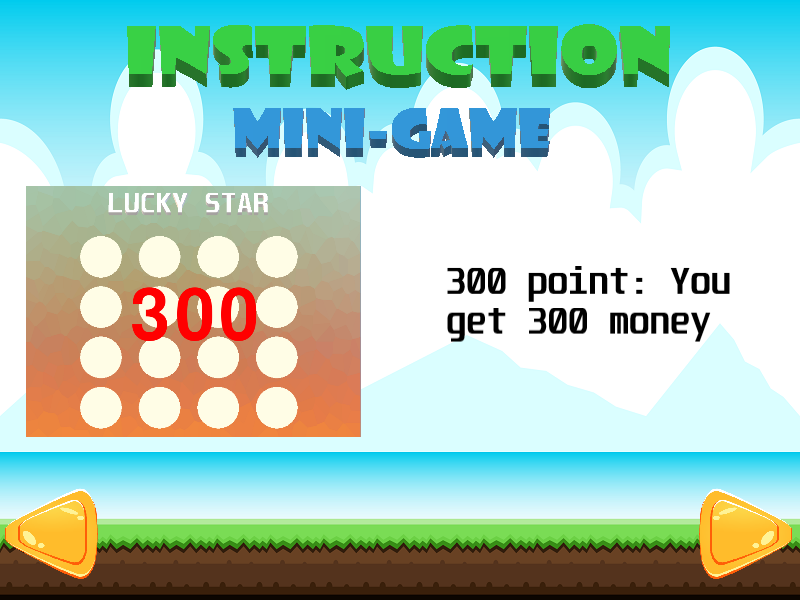 INSTRUCTION
MINI-GAME
LUCKY STAR
300
300 point: You
get 300 money